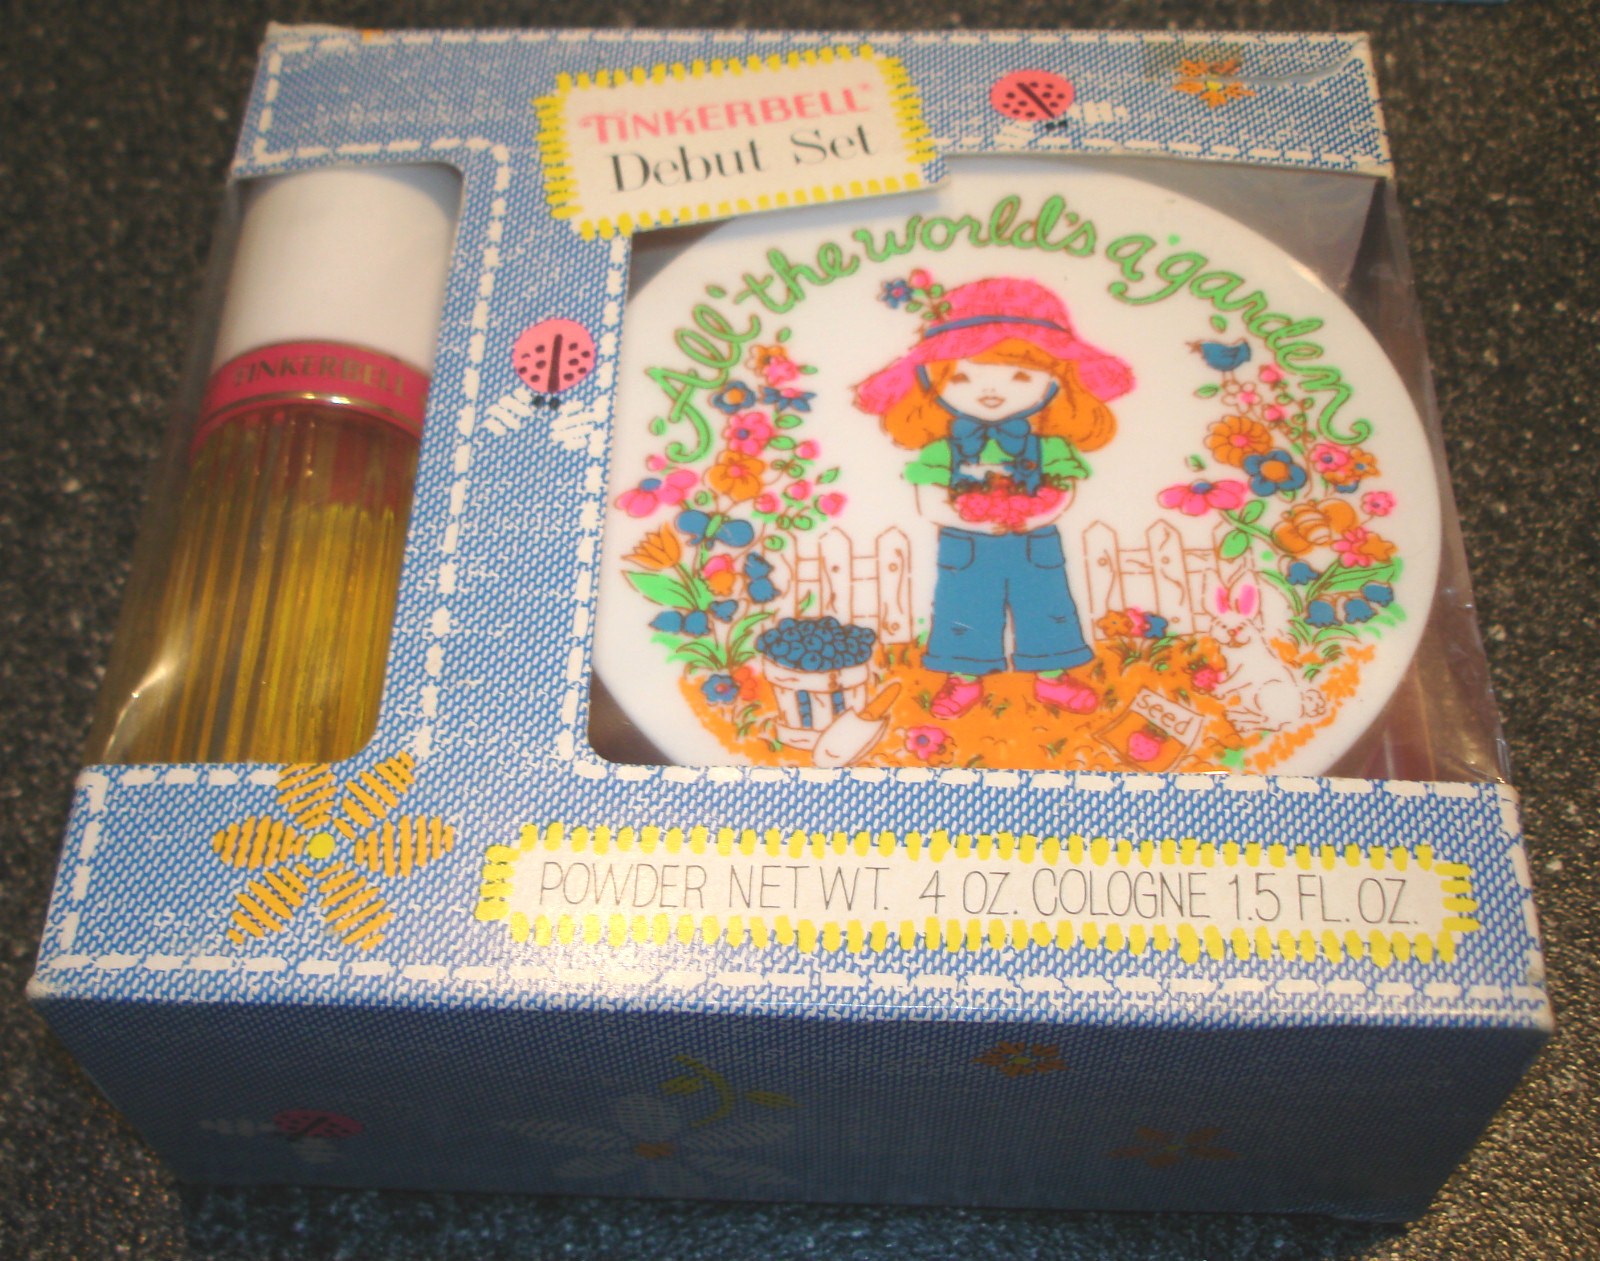 TINKERBELL®
Debut Set
All the world's a garden
TINKERBELL
seed
POWDER NET WT. 4 OZ. COLOGNE 1.5 FL. OZ.